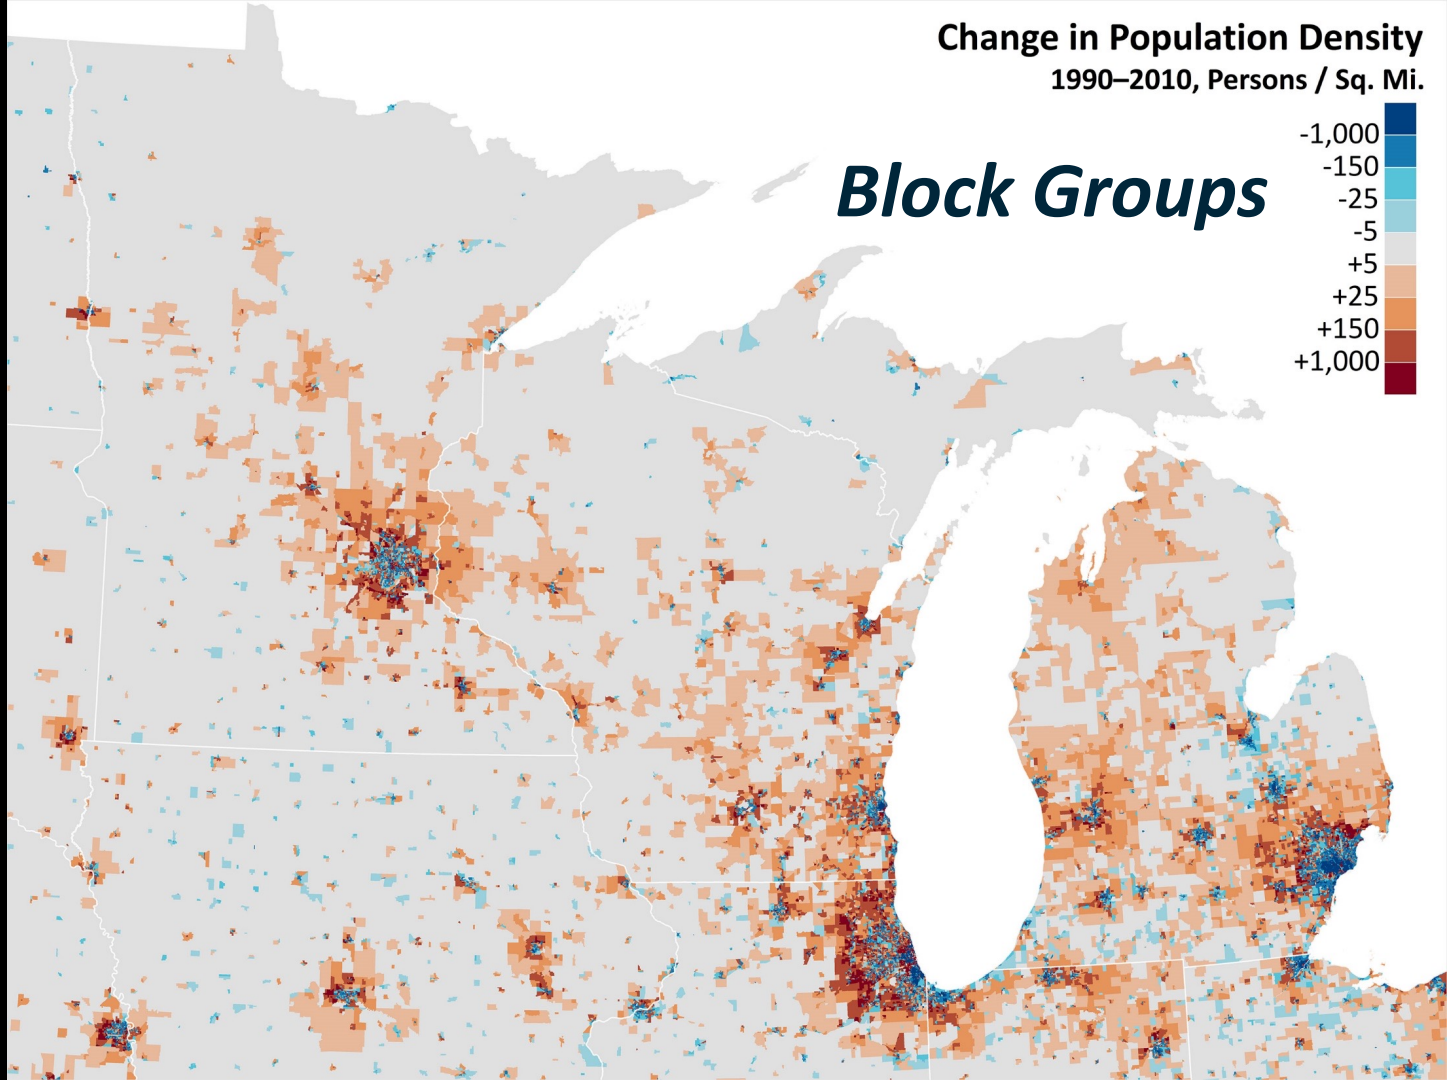 Change in Population Density
1990–2010, Persons / Sq. Mi.
Block Groups
-1,000
-150
-25
-5
+5
+25
+150
+1,000